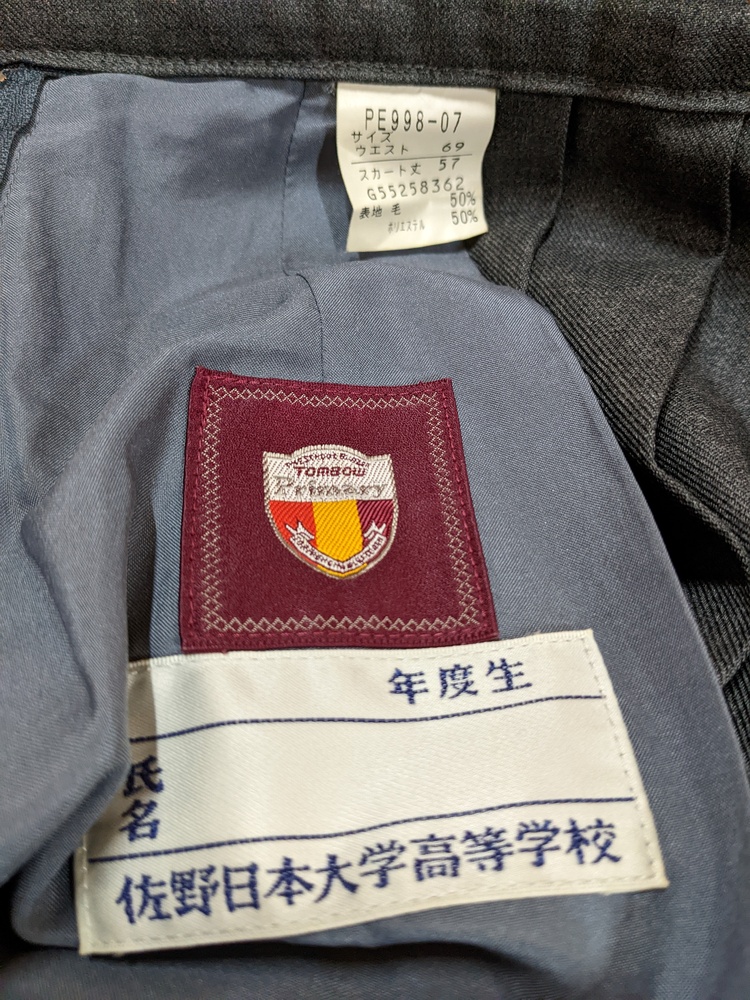 PE998-07
サイズ
ウエスト 69
スカート丈 57
G55258362
表地 毛 50%
ポリエステル 50%
TOMBOW
Primary
年度生
氏名
佐野日本大学高等学校